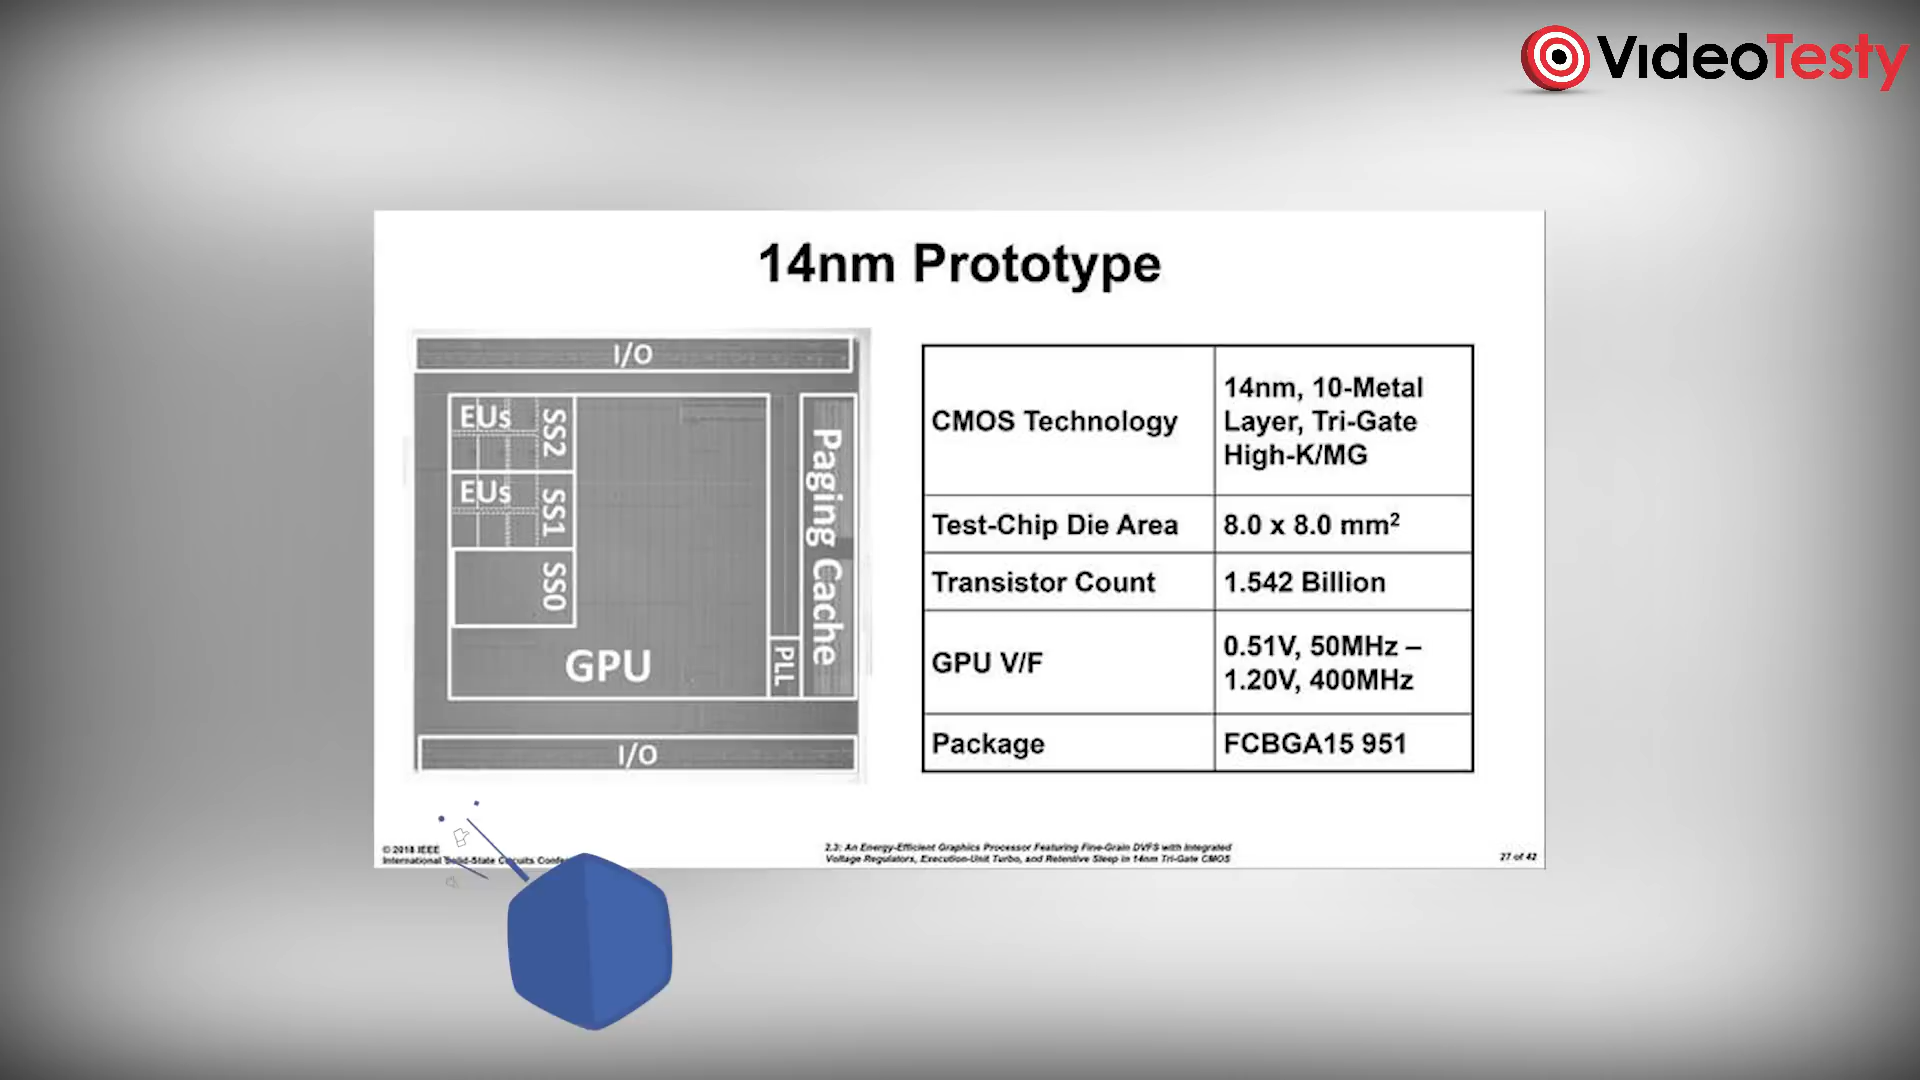 VideoTesty
14nm Prototype
I/O
EUs
SS2
EUs
SS1
SS0
GPU
PLL
Paging Cache
I/O
CMOS Technology
14nm, 10-Metal
Layer, Tri-Gate
High-K/MG
Test-Chip Die Area
8.0 x 8.0 mm²
Transistor Count
1.542 Billion
GPU V/F
0.51V, 50MHz –
1.20V, 400MHz
Package
FCBGA15 951
© 2018 IEEE
International Solid-State Circuits
2.3: An Energy-Efficient Graphics Processor Featuring Fine-Grain DVFS with Integrated
Voltage Regulators, Execution-Unit Turbo, and Retentive Sleep in 14nm Tri-Gate CMOS
27 of 42